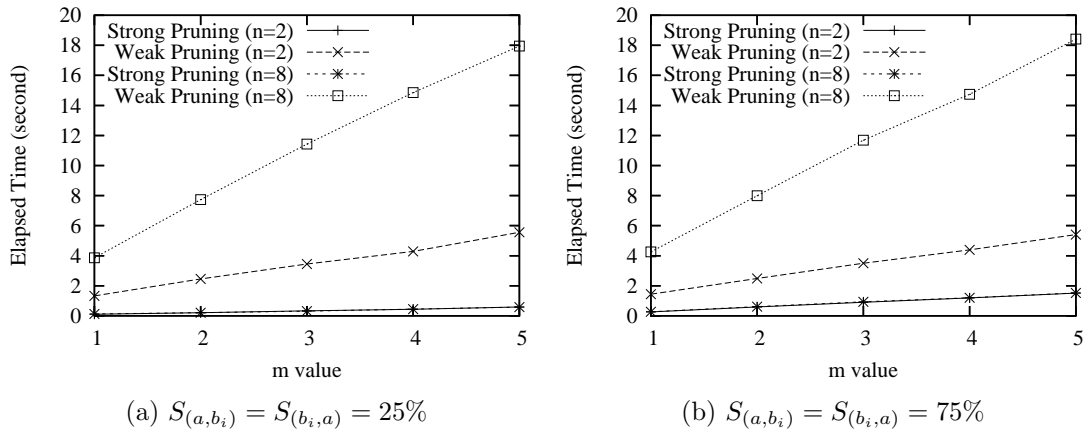 20
18
16
14
12
10
8
6
4
2
0
Elapsed Time (second)
Strong Pruning (n=2)
Weak Pruning (n=2)
Strong Pruning (n=8)
Weak Pruning (n=8)
1 2 3 4 5
m value
(a) S(a,bi) = S(bi,a) = 25%
20
18
16
14
12
10
8
6
4
2
0
Elapsed Time (second)
Strong Pruning (n=2)
Weak Pruning (n=2)
Strong Pruning (n=8)
Weak Pruning (n=8)
1 2 3 4 5
m value
(b) S(a,bi) = S(bi,a) = 75%